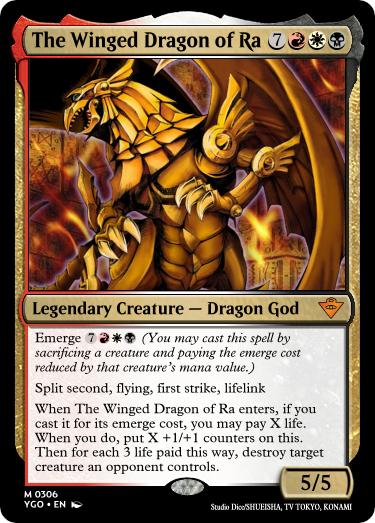 The Winged Dragon of Ra 7
Legendary Creature — Dragon God
Emerge 7 (You may cast this spell by
sacrificing a creature and paying the emerge cost
reduced by that creature's mana value.)
Split second, flying, first strike, lifelink
When The Winged Dragon of Ra enters, if you
cast it for its emerge cost, you may pay X life.
When you do, put X +1/+1 counters on this.
Then for each 3 life paid this way, destroy target
creature an opponent controls.
5/5
M 0306
YGO • EN
Studio Dice/SHUEISHA, TV TOKYO, KONAMI